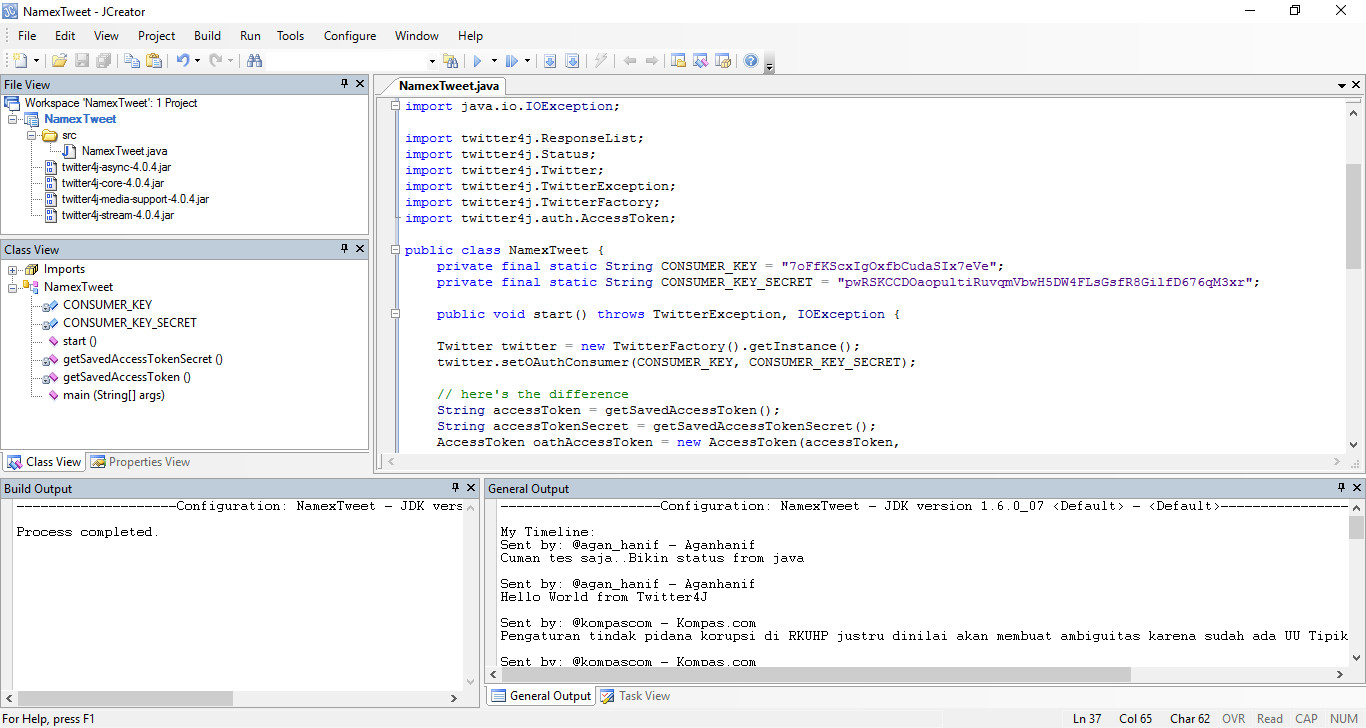 NamexTweet - JCreator
File Edit View Project Build Run Tools Configure Window Help
File View
Workspace 'NamexTweet': 1 Project
NamexTweet
src
NamexTweet.java
twitter4j-async-4.0.4.jar
twitter4j-core-4.0.4.jar
twitter4j-media-support-4.0.4.jar
twitter4j-stream-4.0.4.jar
Class View
Imports
NamexTweet
CONSUMER_KEY
CONSUMER_KEY_SECRET
start ()
getSavedAccessTokenSecret ()
getSavedAccessToken ()
main (String[] args)
Class View Properties View
NamexTweet.java
import java.io.IOException;
import twitter4j.ResponseList;
import twitter4j.Status;
import twitter4j.Twitter;
import twitter4j.TwitterException;
import twitter4j.TwitterFactory;
import twitter4j.auth.AccessToken;
public class NamexTweet {
private final static String CONSUMER_KEY = "7oFfKScxIgOxfbCudaSIx7eVe";
private final static String CONSUMER_KEY_SECRET = "pwRSKCCDOaopultiRuvqmVbwH5DW4FLsGsfR8GilfD676qM3xr";
public void start() throws TwitterException, IOException {
Twitter twitter = new TwitterFactory().getInstance();
twitter.setOAuthConsumer(CONSUMER_KEY, CONSUMER_KEY_SECRET);
// here's the difference
String accessToken = getSavedAccessToken();
String accessTokenSecret = getSavedAccessTokenSecret();
AccessToken oathAccessToken = new AccessToken(accessToken,
Build Output
--------------------Configuration: NamexTweet - JDK vers
Process completed.
General Output
--------------------Configuration: NamexTweet - JDK version 1.6.0_07 <Default> - <Default>----------------
My Timeline:
Sent by: @agan_hanif - Aganhanif
Cuman tes saja..Bikin status from java
Sent by: @agan_hanif - Aganhanif
Hello World from Twitter4J
Sent by: @kompascom - Kompas.com
Pengaturan tindak pidana korupsi di RKUHP justru dinilai akan membuat ambiguitas karena sudah ada UU Tipik
Sent by: @kompascom - Kompas.com
General Output Task View
For Help, press F1
Ln 37 Col 65 Char 62 OVR Read CAP NUM